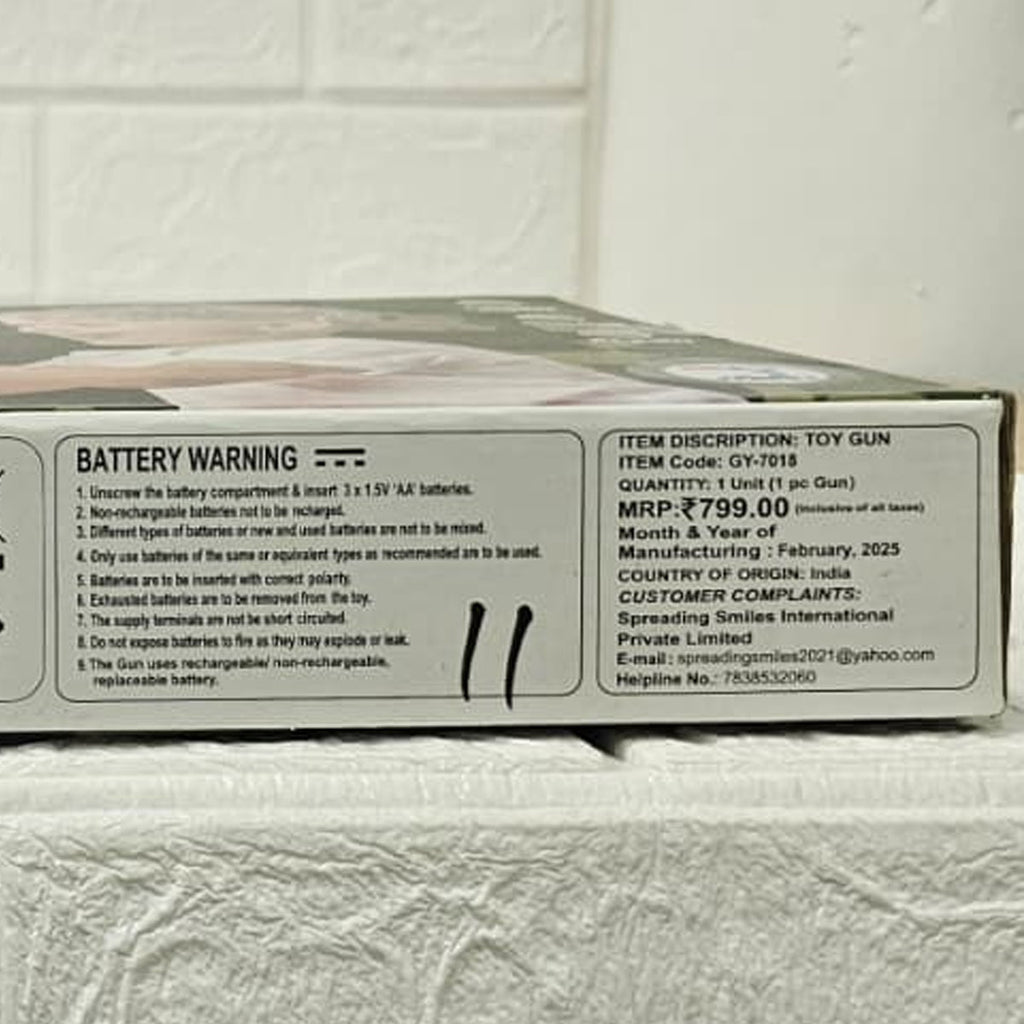 BATTERY WARNING
1. Unscrew the battery compartment & insert 3 x 1.5V 'AA' batteries.
2. Non-rechargeable batteries not to be recharged.
3. Different types of batteries or new and used batteries are not to be mixed.
4. Only use batteries of the same or equivalent types as recommended are to be used.
5. Batteries are to be inserted with correct polarity.
6. Exhausted batteries are to be removed from the toy.
7. The supply terminals are not be short circuited.
8. Do not expose batteries to fire as they may explode or leak.
9. The Gun uses rechargeable/ non-rechargeable,
replaceable battery.
11
ITEM DISCRIPTION: TOY GUN
ITEM Code: GY-7018
QUANTITY: 1 Unit (1 pc Gun)
MRP:₹799.00 (inclusive of all taxes)
Month & Year of
Manufacturing : February, 2025
COUNTRY OF ORIGIN: India
CUSTOMER COMPLAINTS:
Spreading Smiles International
Private Limited
E-mail: spreadingsmiles2021@yahoo.com
Helpline No.: 7838532060